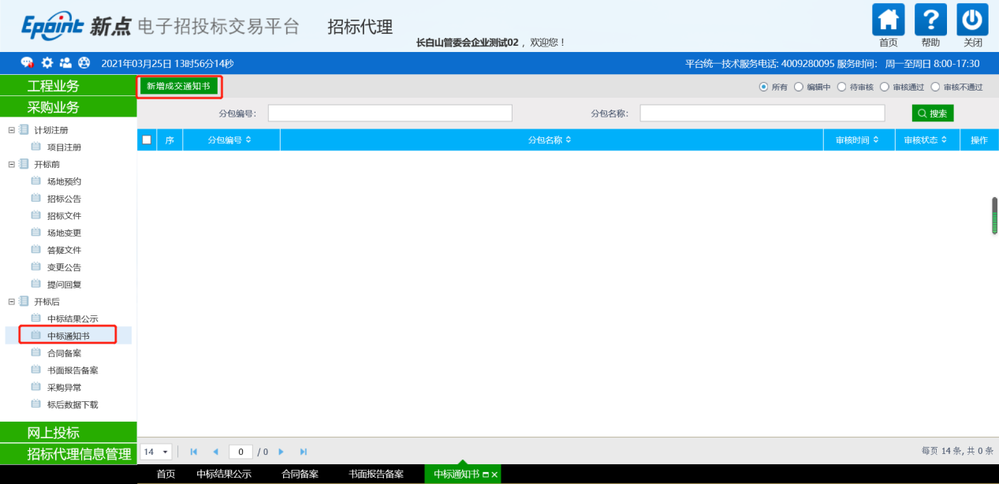 Epoint 新点 电子招投标交易平台 招标代理
长白山管委会企业测试02 ，欢迎您！
首页 帮助 关闭
2021年03月25日 13时56分14秒
平台统一技术服务电话: 4009280095 服务时间: 周一至周日 8:00-17:30
工程业务
采购业务
计划注册
项目注册
开标前
场地预约
招标公告
招标文件
场地变更
答疑文件
变更公告
提问回复
开标后
中标结果公示
中标通知书
合同备案
书面报告备案
采购异常
标后数据下载
网上投标
招标代理信息管理
新增成交通知书
所有 编辑中 待审核 审核通过 审核不通过
分包编号: 分包名称: 搜索
序 分包编号 分包名称 审核时间 审核状态 操作
14 0 / 0 每页 14 条, 共 0 条
首页 中标结果公示 合同备案 书面报告备案 中标通知书